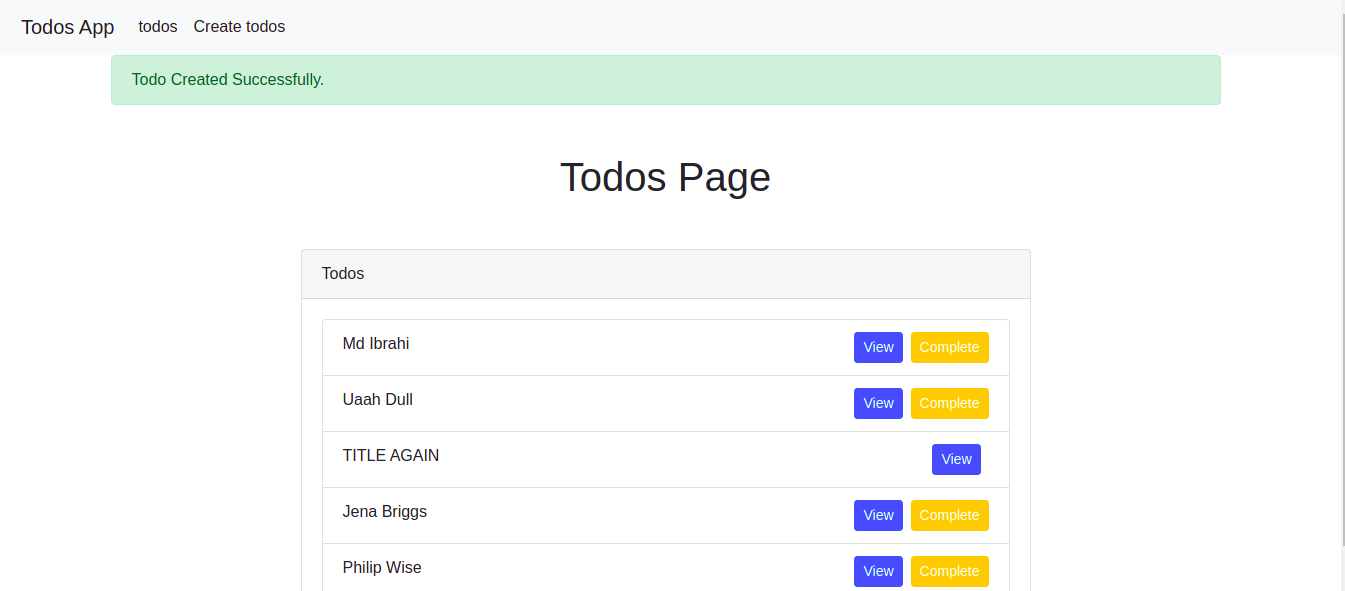 Todos App todos Create todos
Todo Created Successfully.
Todos Page
Todos
Md Ibrahi View Complete
Uaah Dull View Complete
TITLE AGAIN View
Jena Briggs View Complete
Philip Wise View Complete